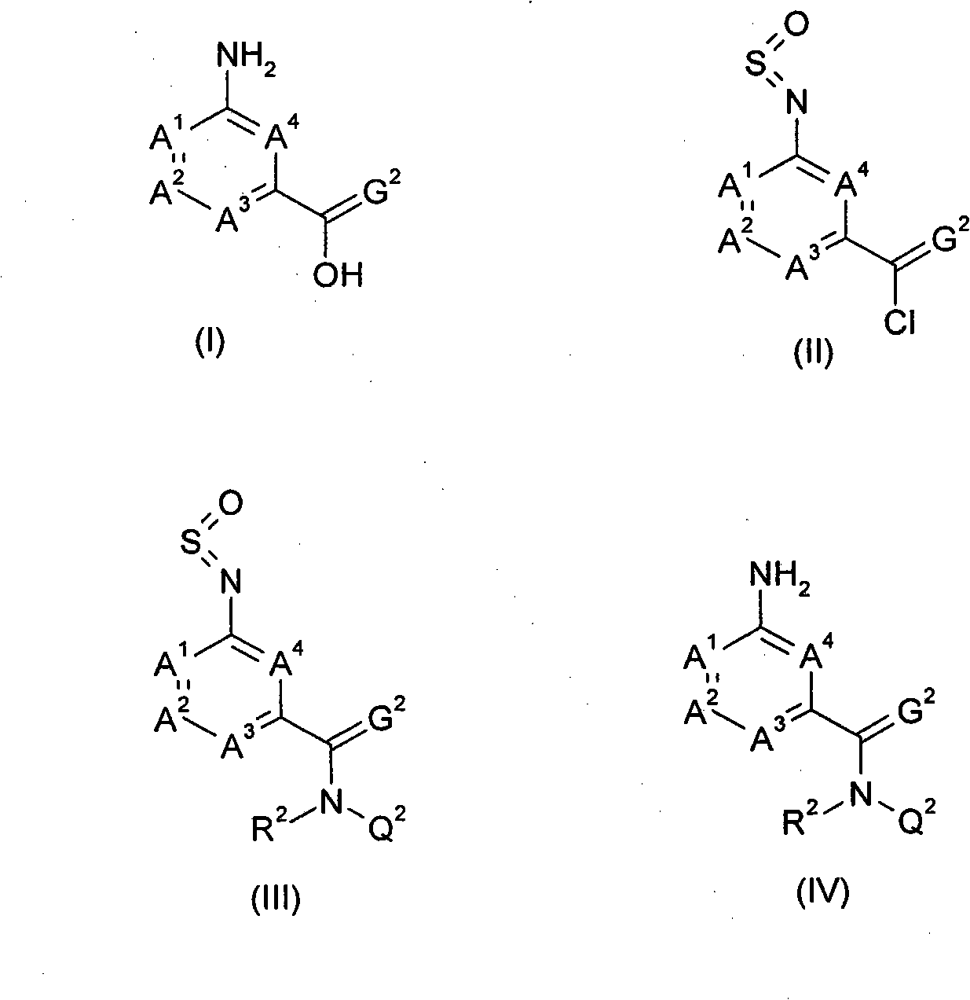 NH2
A1
A4
A2
A3
G2
OH
(I)
O
S
N
A1
A4
A2
A3
G2
Cl
(II)
O
S
N
A1
A4
A2
A3
G2
N
R2
Q2
(III)
NH2
A1
A4
A2
A3
G2
N
R2
Q2
(IV)